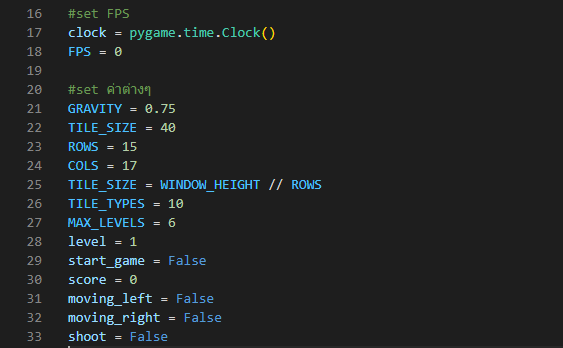 16 #set FPS
17 clock = pygame.time.Clock()
18 FPS = 0
19
20 #set ค่าต่างๆ
21 GRAVITY = 0.75
22 TILE_SIZE = 40
23 ROWS = 15
24 COLS = 17
25 TILE_SIZE = WINDOW_HEIGHT // ROWS
26 TILE_TYPES = 10
27 MAX_LEVELS = 6
28 level = 1
29 start_game = False
30 score = 0
31 moving_left = False
32 moving_right = False
33 shoot = False